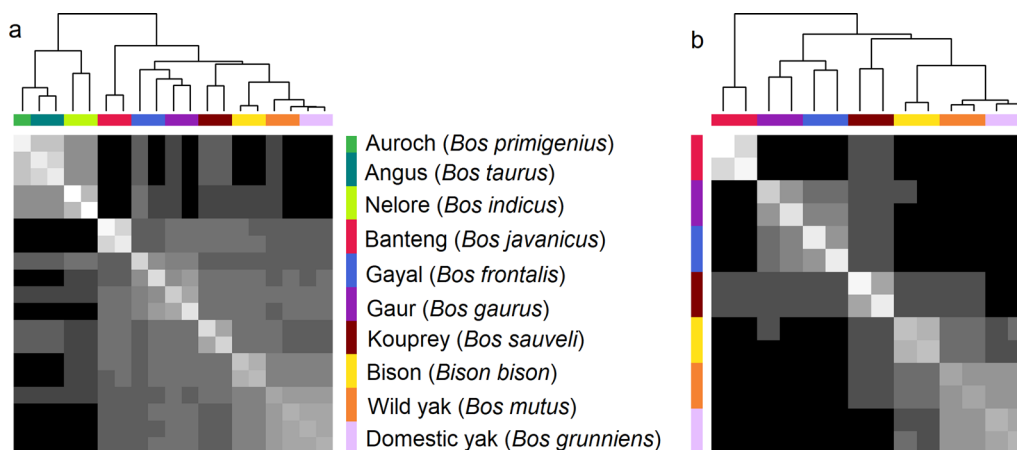 a
b
Auroch (Bos primigenius)
Angus (Bos taurus)
Nelore (Bos indicus)
Banteng (Bos javanicus)
Gayal (Bos frontalis)
Gaur (Bos gaurus)
Kouprey (Bos sauveli)
Bison (Bison bison)
Wild yak (Bos mutus)
Domestic yak (Bos grunniens)